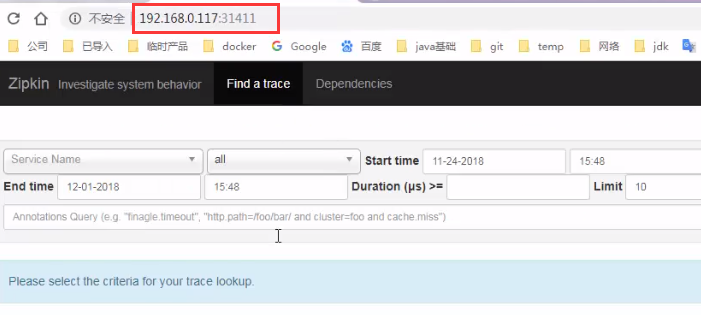 不安全 192.168.0.117:31411
公司 已导入 临时产品 docker Google 百度 java基础 git temp 网络 jdk
Zipkin Investigate system behavior Find a trace Dependencies
Service Name all Start time 11-24-2018 15:48
End time 12-01-2018 15:48 Duration (μs) >= Limit 10
Annotations Query (e.g. "finagle.timeout", "http.path=/foo/bar/ and cluster=foo and cache.miss")
Please select the criteria for your trace lookup.